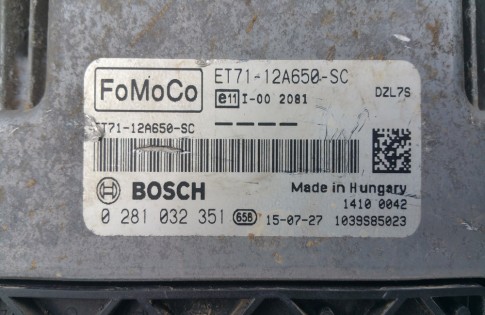 FoMoCo
ET71-12A650-SC
e11 I-00 2081
DZL7S
ET71-12A650-SC
BOSCH
Made in Hungary
1410 0042
0 281 032 351 658 15-07-27 1039S85023